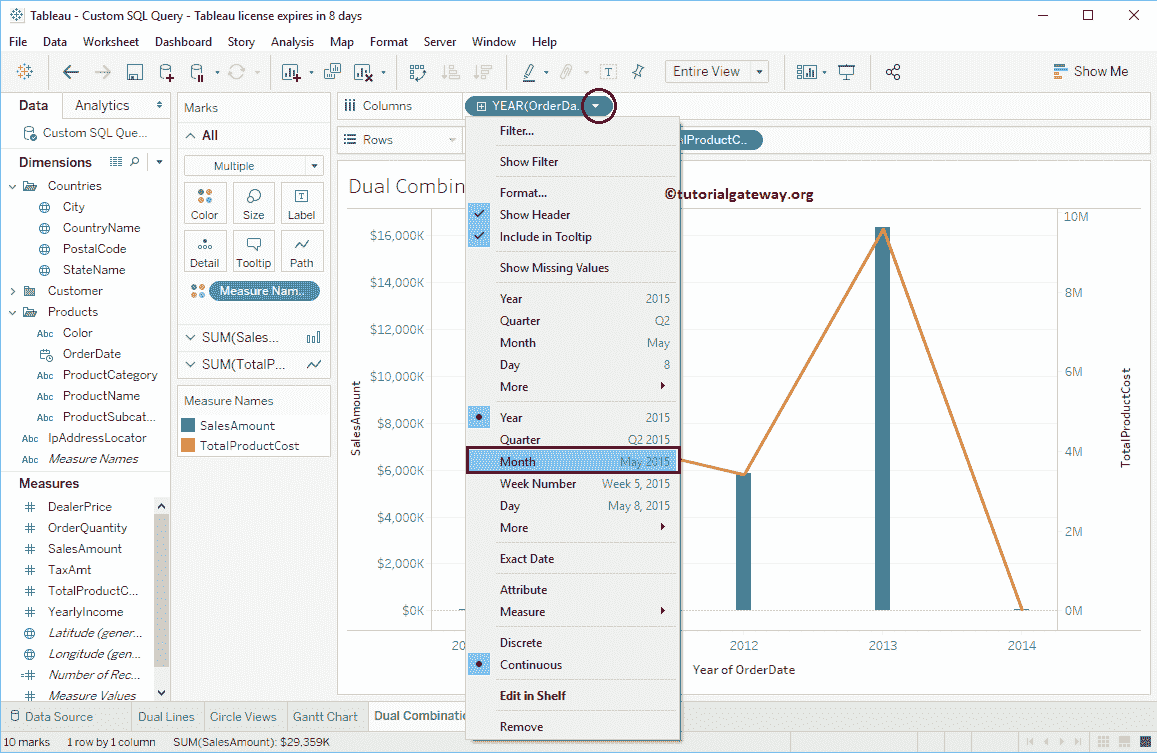 Tableau - Custom SQL Query - Tableau license expires in 8 days
File Data Worksheet Dashboard Story Analysis Map Format Server Window Help
Entire View
Show Me
Data Analytics
Custom SQL Que...
Dimensions
Countries
City
CountryName
PostalCode
StateName
Customer
Products
Abc Color
OrderDate
Abc ProductCategory
Abc ProductName
Abc ProductSubcat...
Abc IpAddressLocator
Abc Measure Names
Measures
DealerPrice
OrderQuantity
SalesAmount
TaxAmt
TotalProductC...
YearlyIncome
Latitude (gener...
Longitude (gen...
Number of Rec...
Measure Values
Marks
All
Multiple
Color Size Label
Detail Tooltip Path
Measure Nam..
SUM(Sales...
SUM(TotalP...
Measure Names
SalesAmount
TotalProductCost
Columns
YEAR(OrderDa..
Rows
lProductC..
Filter...
Show Filter
Format...
Show Header
Include in Tooltip
Show Missing Values
Year 2015
Quarter Q2
Month May
Day 8
More
Year 2015
Quarter Q2 2015
Month May 2015
Week Number Week 5, 2015
Day May 8, 2015
More
Exact Date
Attribute
Measure
Discrete
Continuous
Edit in Shelf
Remove
Dual Combin
©tutorialgateway.org
SalesAmount
$16,000K
$14,000K
$12,000K
$10,000K
$8,000K
$6,000K
$4,000K
$2,000K
$0K
10M
8M
6M
4M
2M
0M
TotalProductCost
20
2012
2013
2014
Year of OrderDate
Data Source Dual Lines Circle Views Gantt Chart Dual Combinatio
10 marks 1 row by 1 column SUM(SalesAmount): $29,359K